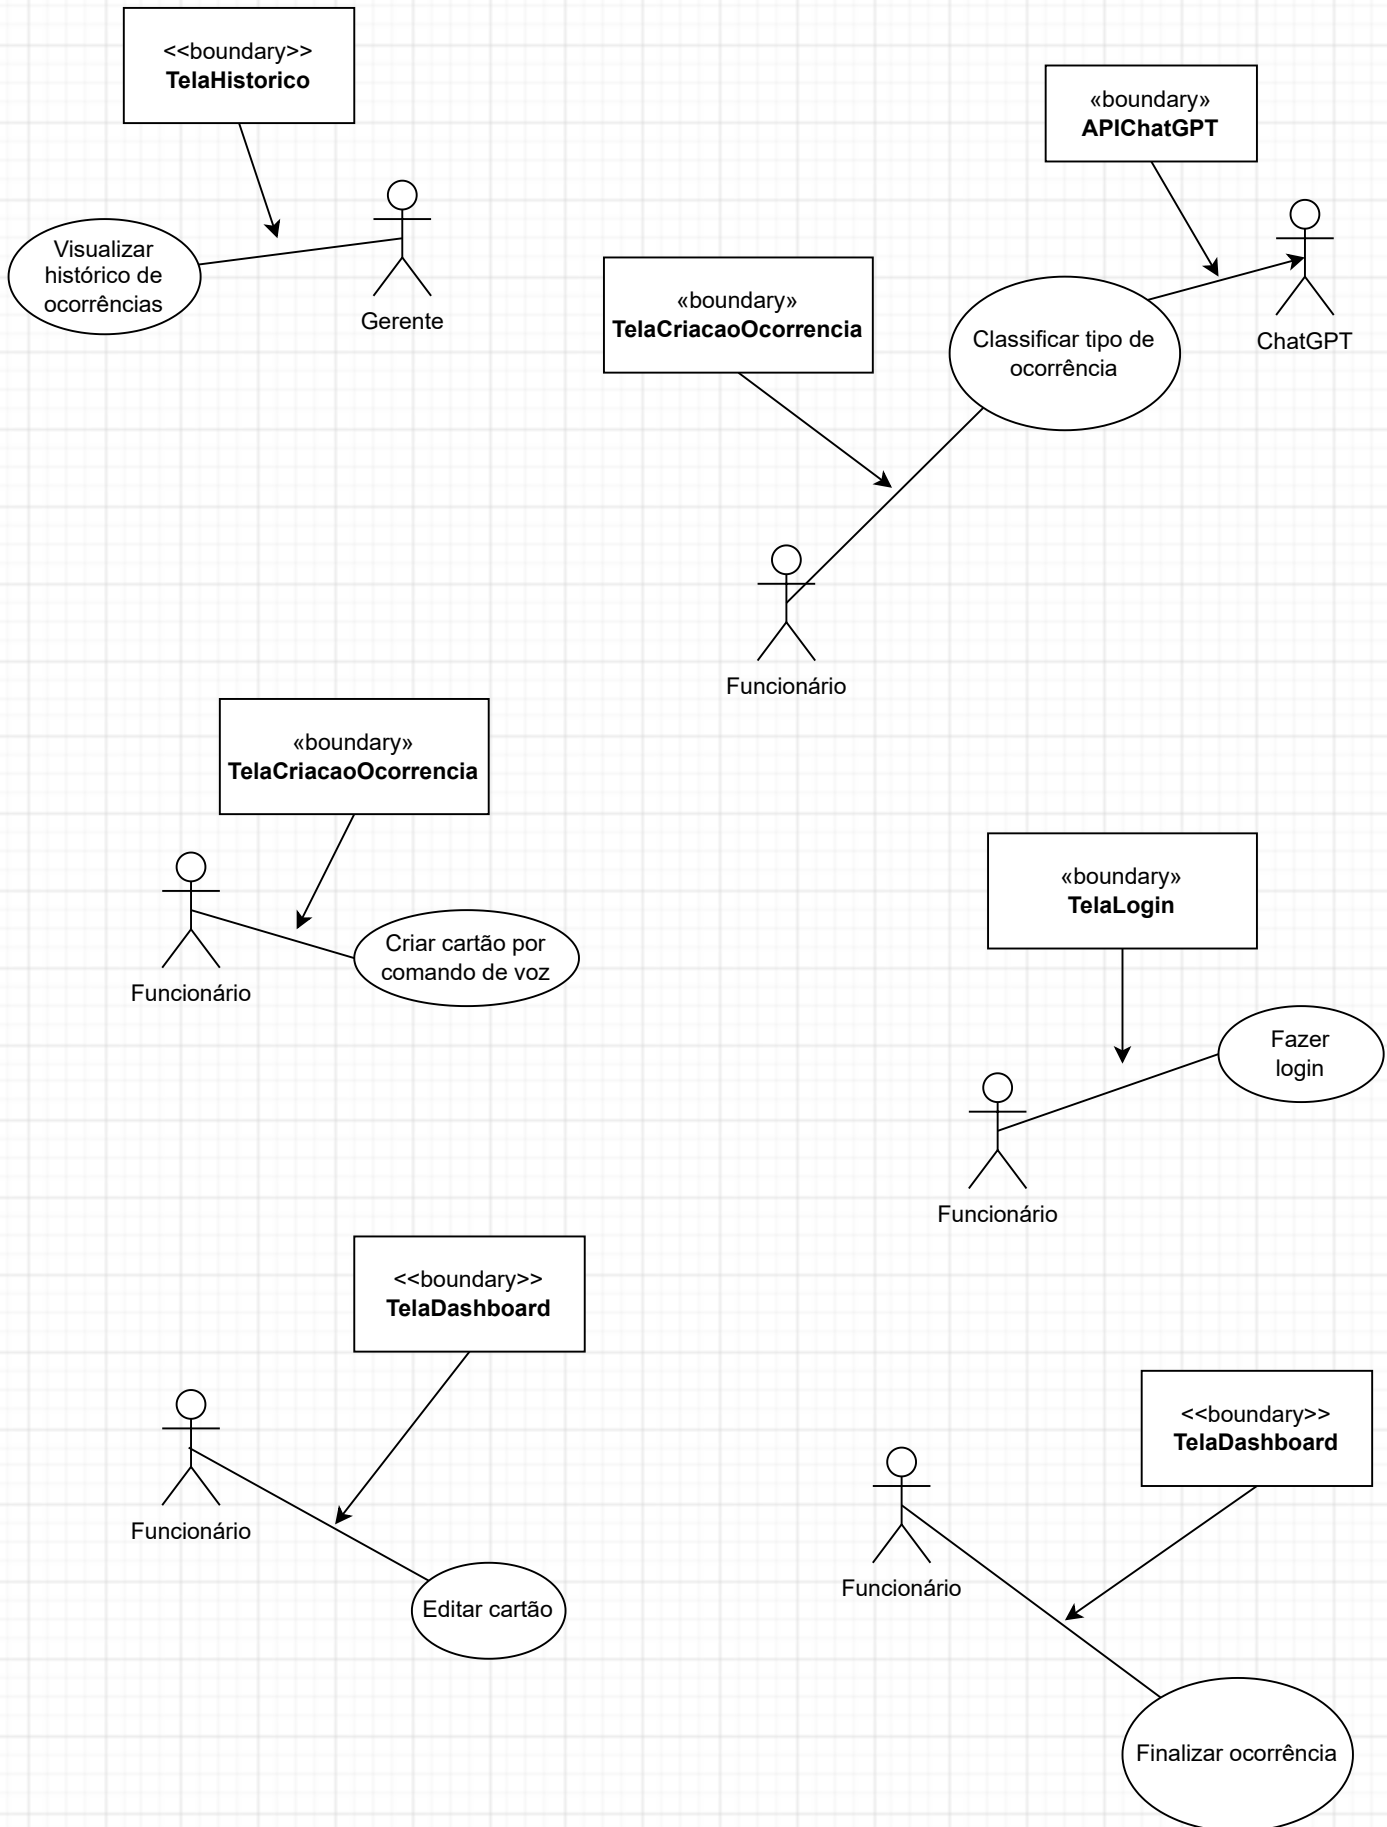 <<boundary>>
TelaHistorico
Visualizar
histórico de
ocorrências
Gerente
«boundary»
APIChatGPT
ChatGPT
«boundary»
TelaCriacaoOcorrencia
Classificar tipo de
ocorrência
Funcionário
«boundary»
TelaCriacaoOcorrencia
Funcionário
Criar cartão por
comando de voz
«boundary»
TelaLogin
Fazer
login
Funcionário
<<boundary>>
TelaDashboard
Funcionário
Editar cartão
<<boundary>>
TelaDashboard
Funcionário
Finalizar ocorrência